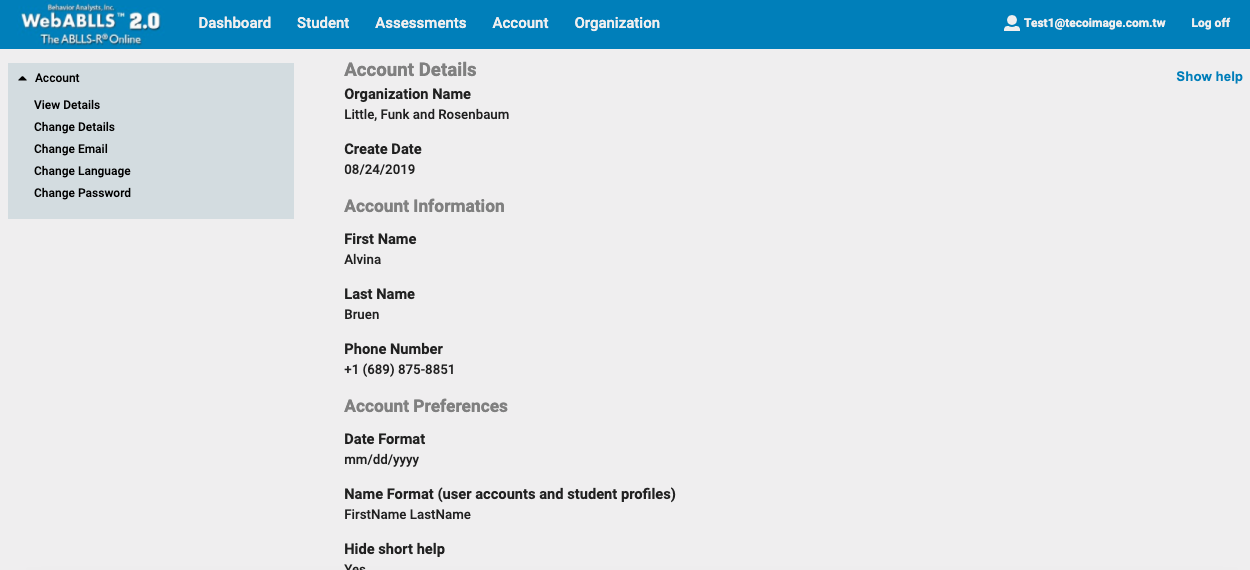 Behavior Analysts, Inc.
WebABLLS™ 2.0
The ABLLS-R® Online
Dashboard Student Assessments Account Organization
Test1@tecoimage.com.tw Log off
Account
View Details
Change Details
Change Email
Change Language
Change Password
Show help
Account Details
Organization Name
Little, Funk and Rosenbaum
Create Date
08/24/2019
Account Information
First Name
Alvina
Last Name
Bruen
Phone Number
+1 (689) 875-8851
Account Preferences
Date Format
mm/dd/yyyy
Name Format (user accounts and student profiles)
FirstName LastName
Hide short help
Yes